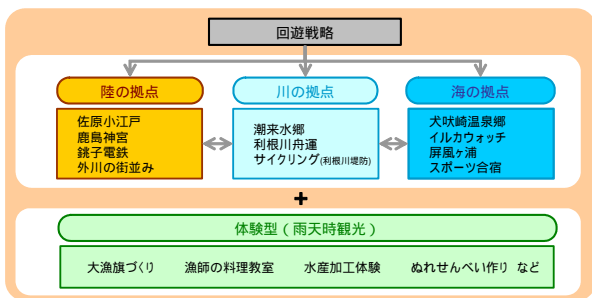 回遊戦略
陸の拠点
佐原小江戸
鹿島神宮
銚子電鉄
外川の街並み
川の拠点
潮来水郷
利根川舟運
サイクリング(利根川堤防)
海の拠点
犬吠崎温泉郷
イルカウォッチ
屏風ヶ浦
スポーツ合宿
+
体験型(雨天時観光)
大漁旗づくり 漁師の料理教室 水産加工体験 ぬれせんべい作り など